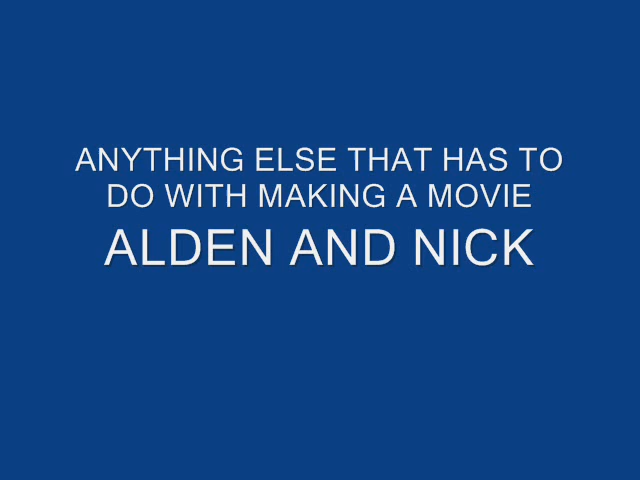 ANYTHING ELSE THAT HAS TO
DO WITH MAKING A MOVIE
ALDEN AND NICK